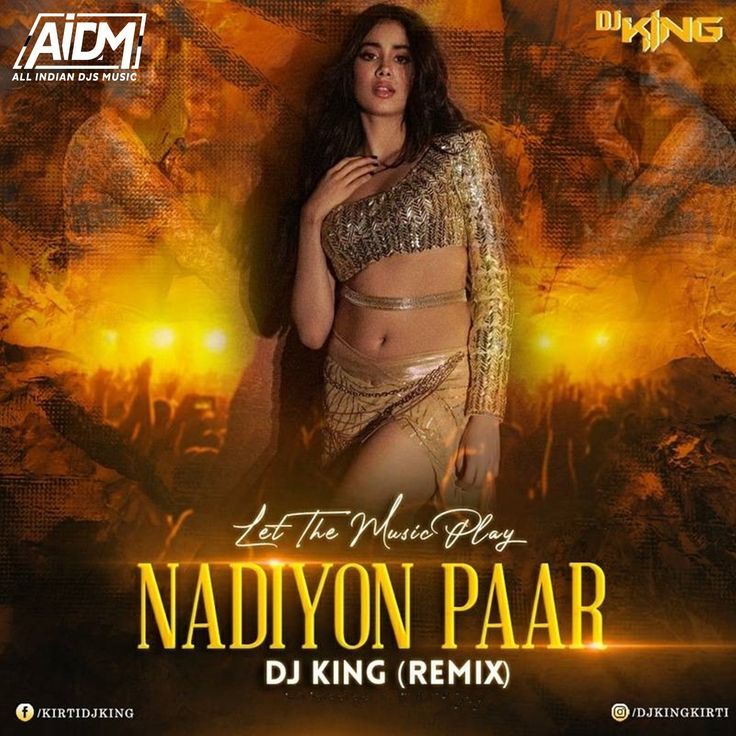 AIDM
ALL INDIAN DJS MUSIC
DJ KING
Let The Music Play
NADIYON PAAR
DJ KING (REMIX)
/KIRTIDJKING
/DJKINGKIRTI